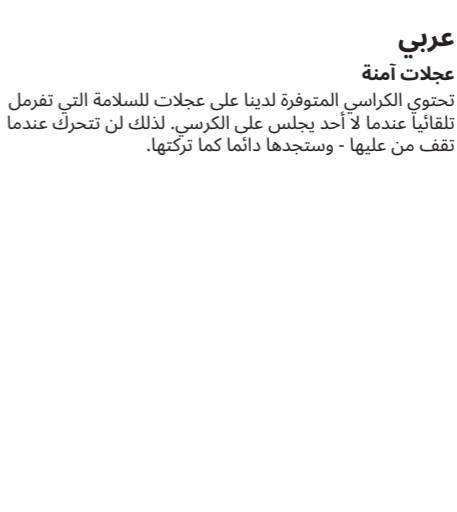 عربي
عجلات آمنة
تحتوي الكراسي المتوفرة لدينا على عجلات للسلامة التي تفرمل
تلقائياً عندما لا أحد يجلس على الكرسي. لذلك لن تتحرك عندما
تقف من عليها - وستجدها دائما كما تركتها.